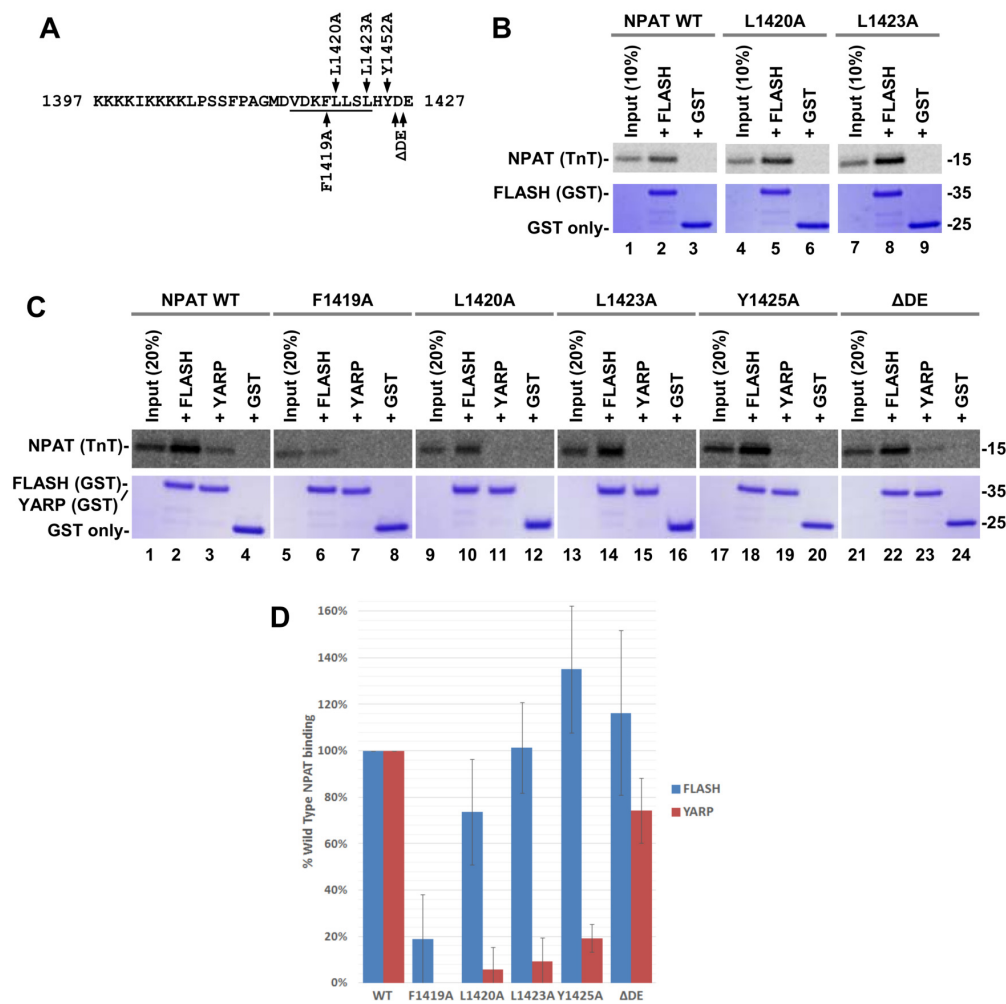 A
L1420A
L1423A
Y1452A
1397 KKKKIKKKKLPSSFPAGMDVDKFLLSLHYDE 1427
F1419A
ΔDE
B
NPAT WT L1420A L1423A
Input (10%) + FLASH + GST Input (10%) + FLASH + GST Input (10%) + FLASH + GST
NPAT (TnT)- -15
FLASH (GST)- -35
GST only- -25
1 2 3 4 5 6 7 8 9
C
NPAT WT F1419A L1420A L1423A Y1425A ΔDE
Input (20%) + FLASH + YARP + GST Input (20%) + FLASH + YARP + GST Input (20%) + FLASH + YARP + GST Input (20%) + FLASH + YARP + GST Input (20%) + FLASH + YARP + GST Input (20%) + FLASH + YARP + GST
NPAT (TnT)- -15
FLASH (GST)- -35
YARP (GST)
GST only- -25
1 2 3 4 5 6 7 8 9 10 11 12 13 14 15 16 17 18 19 20 21 22 23 24
D
% Wild Type NPAT binding
160%
140%
120%
100%
80%
60%
40%
20%
0%
WT F1419A L1420A L1423A Y1425A ΔDE
FLASH
YARP